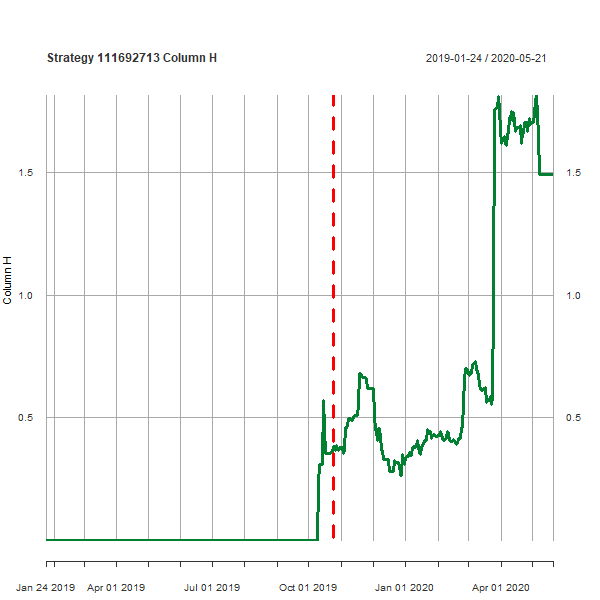 Strategy 111692713 Column H
2019-01-24 / 2020-05-21
Column H
1.5
1.5
1.0
1.0
0.5
0.5
Jan 24 2019
Apr 01 2019
Jul 01 2019
Oct 01 2019
Jan 01 2020
Apr 01 2020